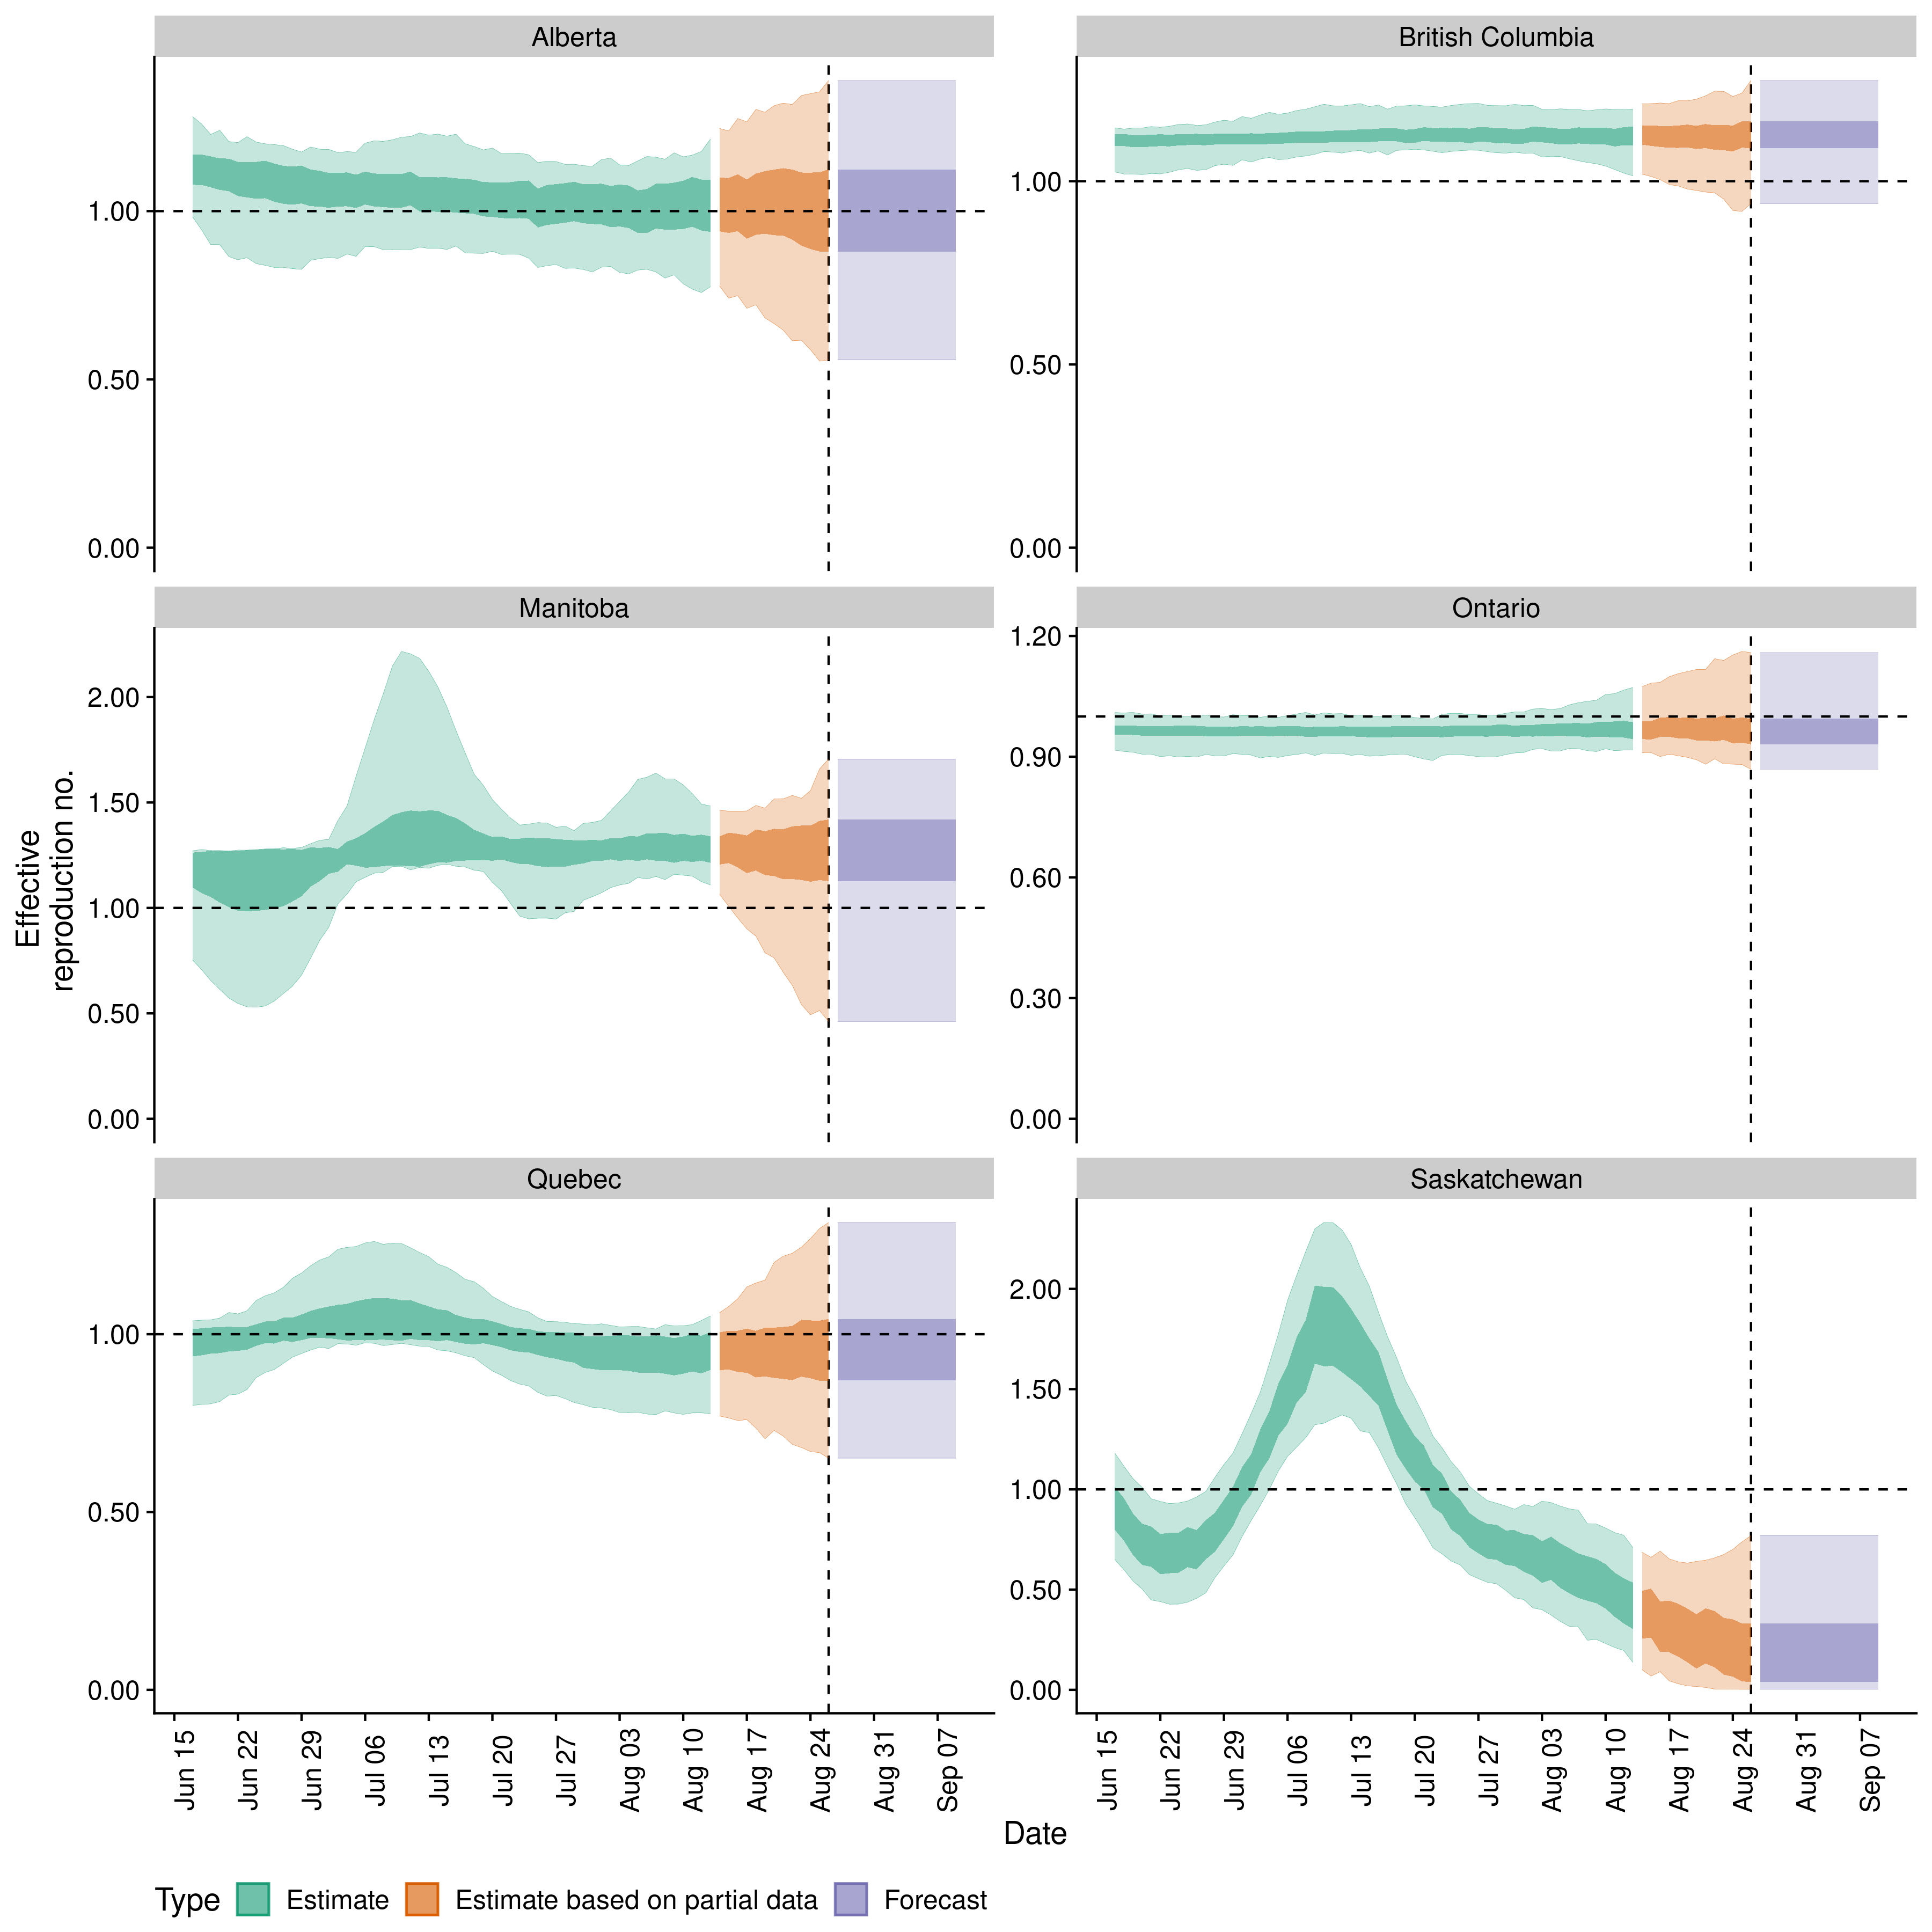 Alberta
British Columbia
1.00
0.50
0.00
1.00
0.50
0.00
Manitoba
Ontario
2.00
1.50
1.00
0.50
0.00
1.20
0.90
0.60
0.30
0.00
Effective
reproduction no.
Quebec
Saskatchewan
1.00
0.50
0.00
2.00
1.50
1.00
0.50
0.00
Jun 15
Jun 22
Jun 29
Jul 06
Jul 13
Jul 20
Jul 27
Aug 03
Aug 10
Aug 17
Aug 24
Aug 31
Sep 07
Jun 15
Jun 22
Jun 29
Jul 06
Jul 13
Jul 20
Jul 27
Aug 03
Aug 10
Aug 17
Aug 24
Aug 31
Sep 07
Date
Type Estimate Estimate based on partial data Forecast